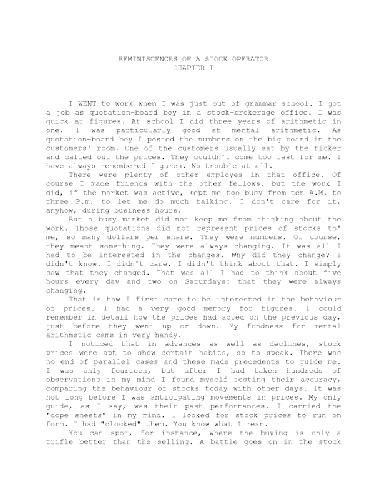 REMINISCENCES OF A STOCK OPERATOR
CHAPTER I
I WENT to work when I was just out of grammar school. I got
a job as quotation-board boy in a stock-brokerage office. I was
quick at figures. At school I did three years of arithmetic in
one. I was particularly good at mental arithmetic. As
quotation-board boy I posted the numbers on the big board in the
customers' room. One of the customers usually sat by the ticker
and called out the prices. They couldn't come too fast for me. I
have always remembered figures. No trouble at all.
There were plenty of other employes in that office. Of
course I made friends with the other fellows, but the work I
did, if the market was active, kept me too busy from ten A.M. to
three P.M. to let me do much talking. I don't care for it,
anyhow, during business hours.
But a busy market did not keep me from thinking about the
work. Those quotations did not represent prices of stocks to
me, so many dollars per share. They were numbers. Of course,
they meant something. They were always changing. It was all I
had to be interested in the changes. Why did they change? I
didn't know. I didn't care. I didn't think about that. I simply
saw that they changed. That was all I had to think about five
hours every day and two on Saturdays: that they were always
changing.
That is how I first came to be interested in the behaviour
of prices. I had a very good memory for figures. I could
remember in detail how the prices had acted on the previous day,
just before they went up or down. My fondness for mental
arithmetic came in very handy.
I noticed that in advances as well as declines, stock
prices were apt to show certain habits, so to speak. There was
no end of parallel cases and these made precedents to guide me.
I was only fourteen, but after I had taken hundreds of
observations in my mind I found myself testing their accuracy,
comparing the behaviour of stocks today with other days. It was
not long before I was anticipating movements in prices. My only
guide, as I say, was their past performances. I carried the
"dope sheets" in my mind. I looked for stock prices to run on
form. I had "clocked" them. You know what I mean.
You can spot, for instance, where the buying is only a
trifle better than the selling. A battle goes on in the stock